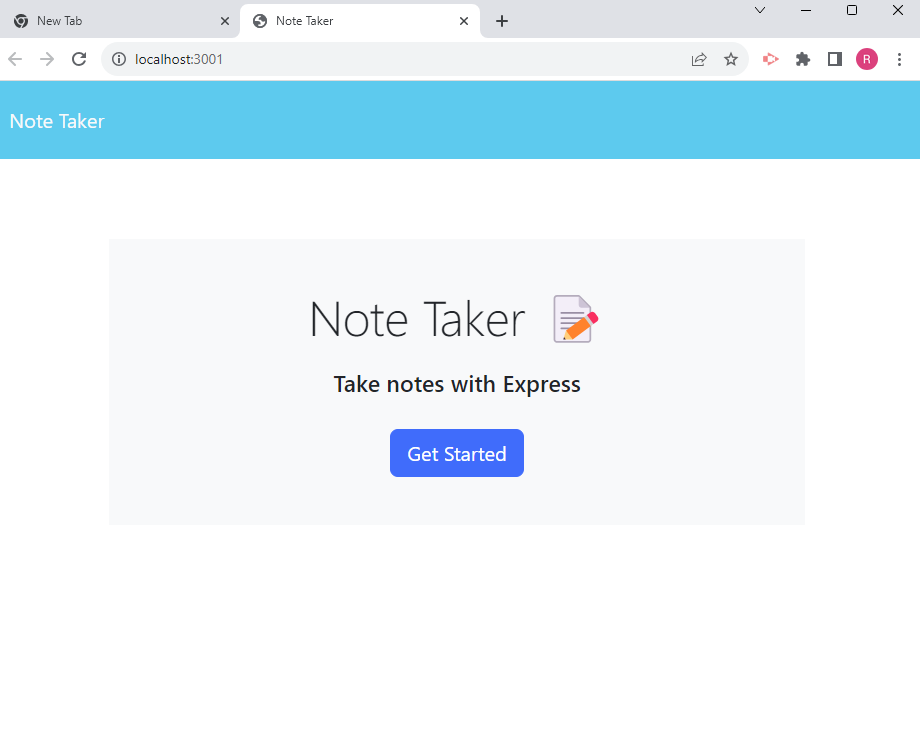 New Tab
Note Taker
localhost:3001
R
Note Taker
Note Taker
Take notes with Express
Get Started